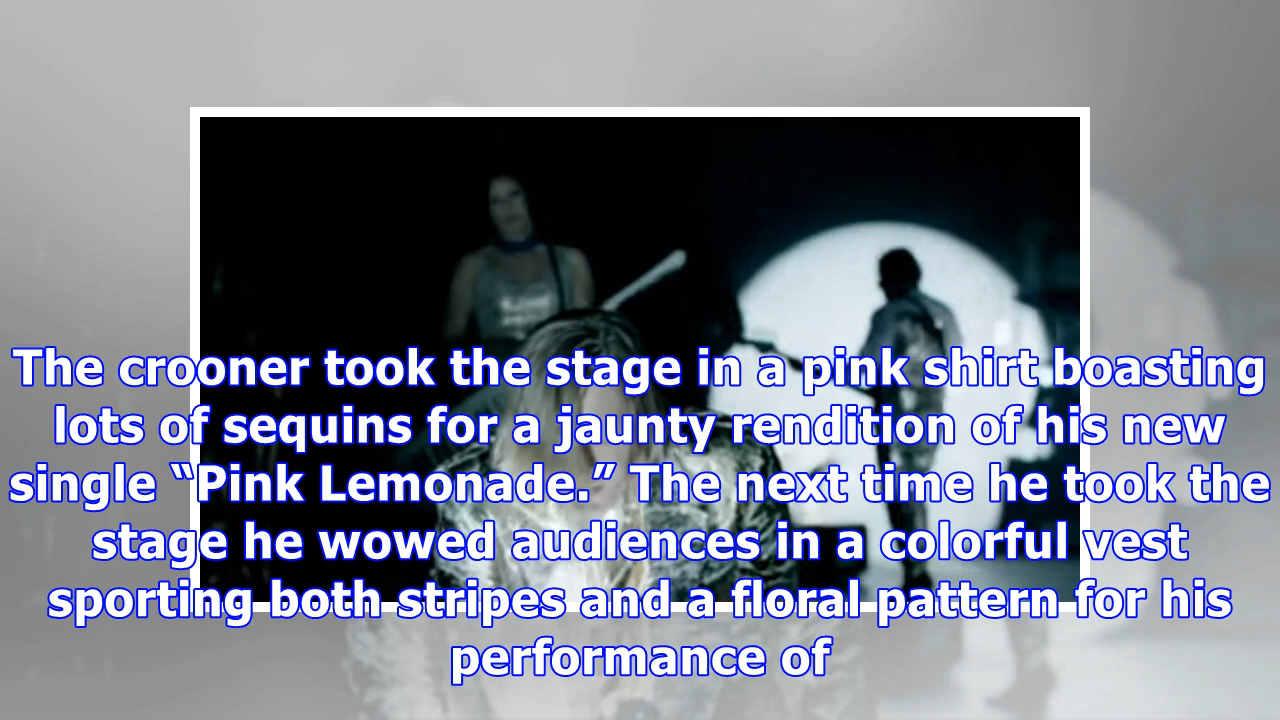 The crooner took the stage in a pink shirt boasting
lots of sequins for a jaunty rendition of his new
single “Pink Lemonade.” The next time he took the
stage he wowed audiences in a colorful vest
sporting both stripes and a floral pattern for his
performance of